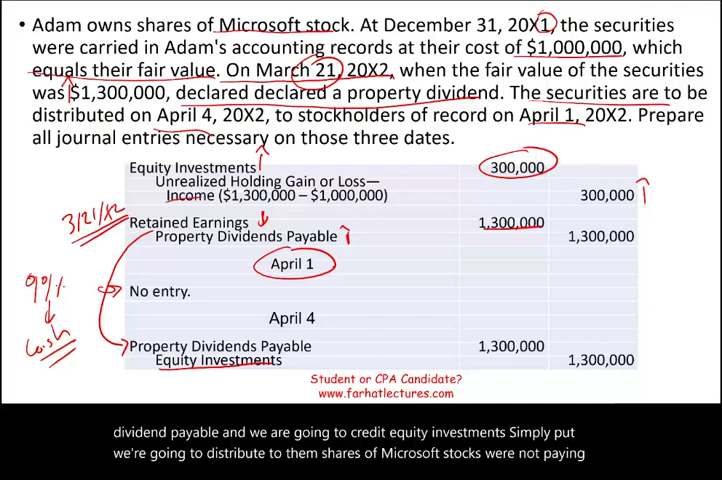 • Adam owns shares of Microsoft stock. At December 31, 20X1, the securities
were carried in Adam's accounting records at their cost of $1,000,000, which
equals their fair value. On March 21, 20X2, when the fair value of the securities
was $1,300,000, declared declared a property dividend. The securities are to be
distributed on April 4, 20X2, to stockholders of record on April 1, 20X2. Prepare
all journal entries necessary on those three dates.
Equity Investments 300,000
Unrealized Holding Gain or Loss—
Income ($1,300,000 – $1,000,000) 300,000
3/21/X2
Retained Earnings 1,300,000
Property Dividends Payable 1,300,000
April 1
90%
No entry.
April 4
Cash
Property Dividends Payable 1,300,000
Equity Investments 1,300,000
Student or CPA Candidate?
www.farhatlectures.com
dividend payable and we are going to credit equity investments Simply put
we're going to distribute to them shares of Microsoft stocks were not paying